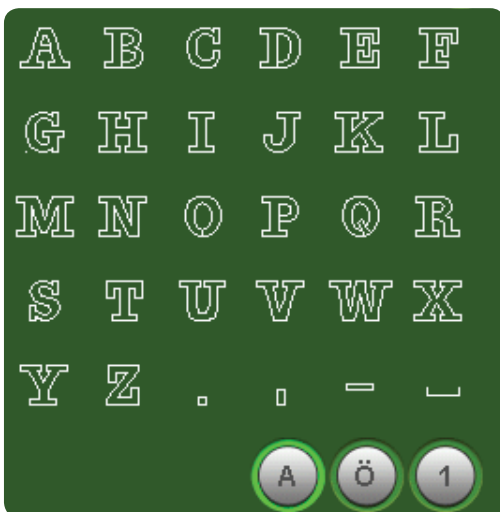 A B C D E F
G H I J K L
M N O P Q R
S T U V W X
Y Z . , - ⎵
A Ö 1